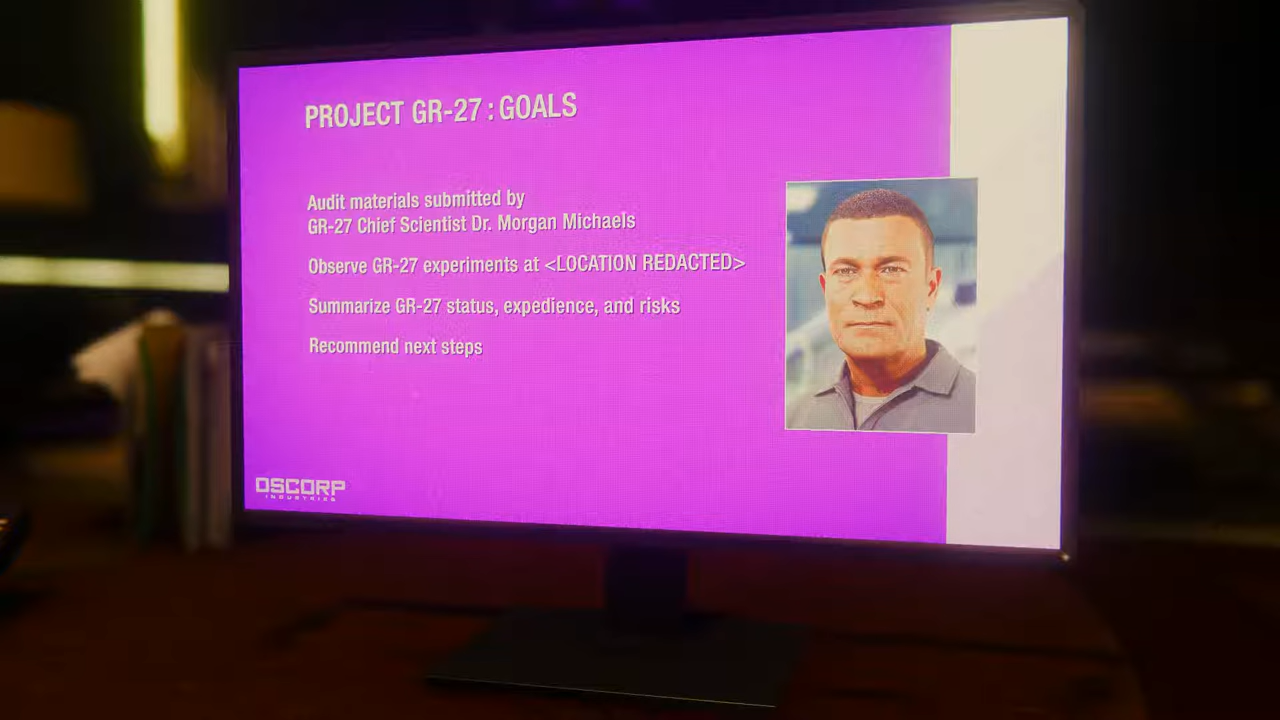 PROJECT GR-27 : GOALS
Audit materials submitted by
GR-27 Chief Scientist Dr. Morgan Michaels
Observe GR-27 experiments at <LOCATION REDACTED>
Summarize GR-27 status, expedience, and risks
Recommend next steps
OSCORP
INDUSTRIES